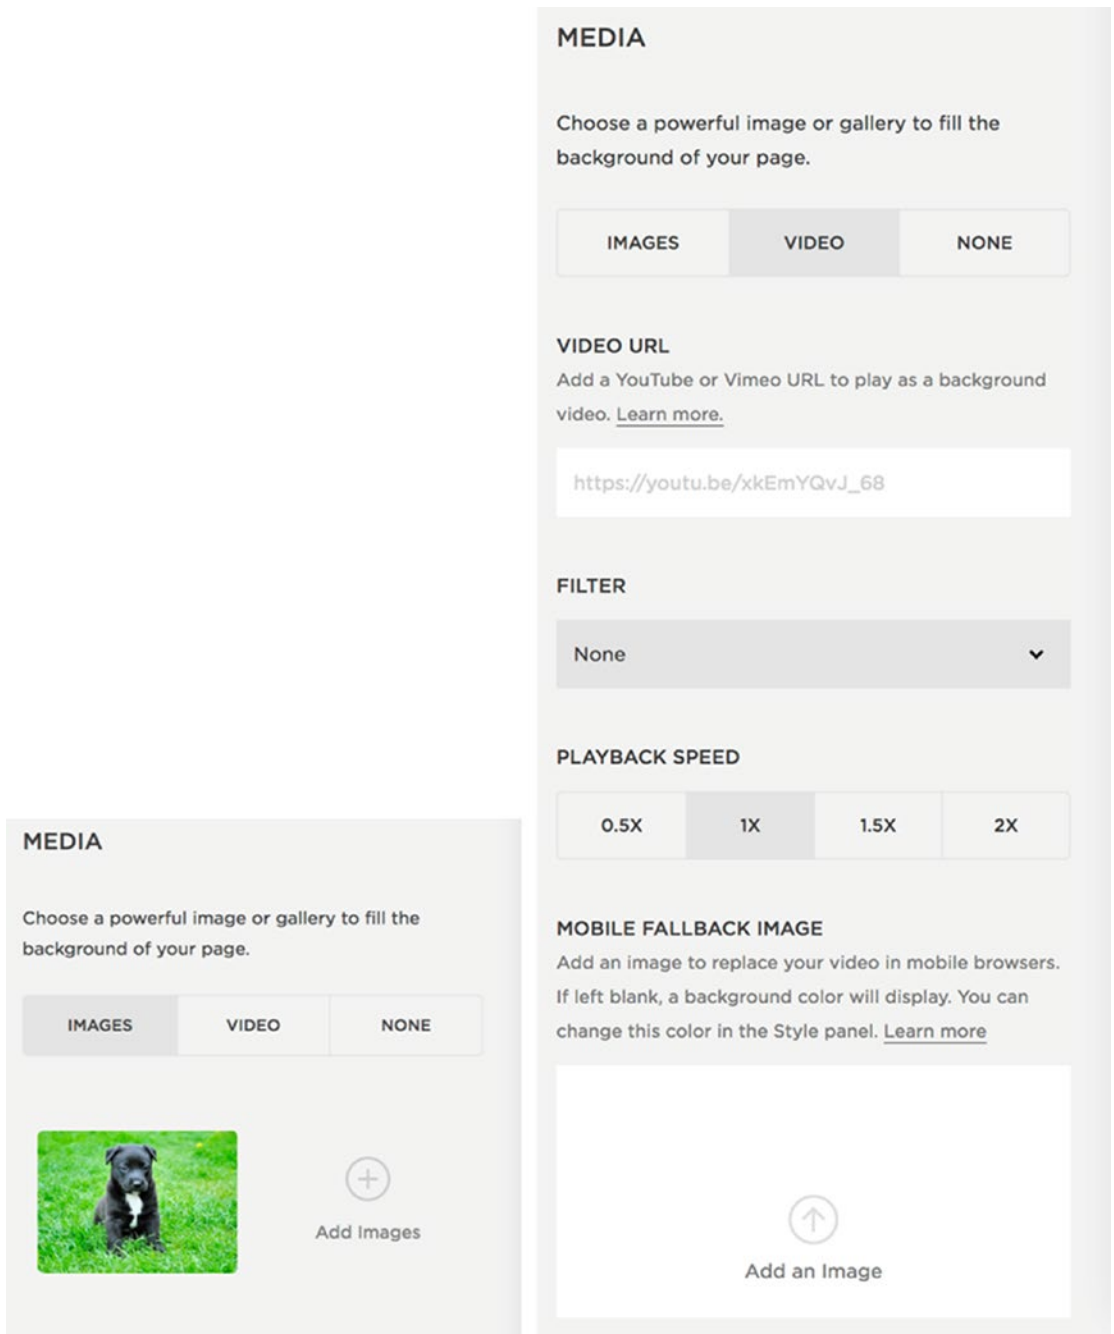 MEDIA
Choose a powerful image or gallery to fill the
background of your page.
IMAGES VIDEO NONE
Add Images
MEDIA
Choose a powerful image or gallery to fill the
background of your page.
IMAGES VIDEO NONE
VIDEO URL
Add a YouTube or Vimeo URL to play as a background
video. Learn more.
https://youtu.be/xkEmYQvJ_68
FILTER
None
PLAYBACK SPEED
0.5X 1X 1.5X 2X
MOBILE FALLBACK IMAGE
Add an image to replace your video in mobile browsers.
If left blank, a background color will display. You can
change this color in the Style panel. Learn more
Add an Image